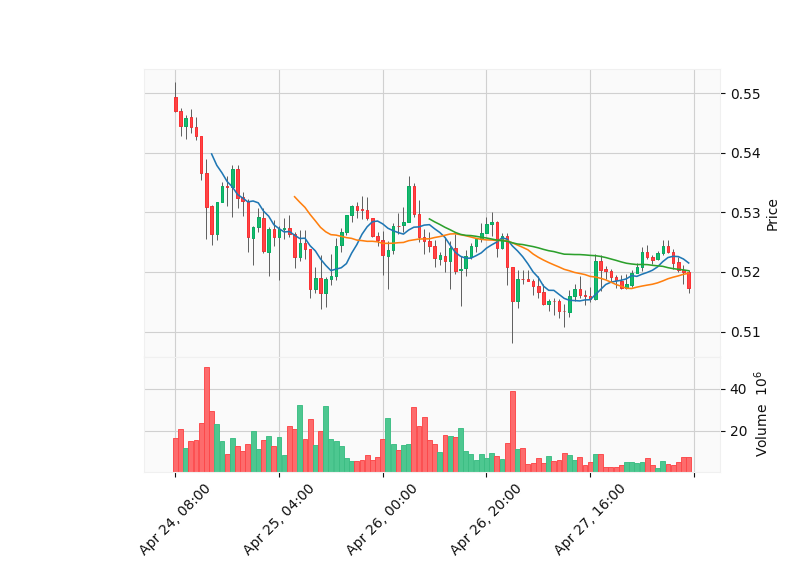 0.55
0.54
0.53
0.52
0.51
Price
40
20
Volume 10^6
Apr 24, 08:00
Apr 25, 04:00
Apr 26, 00:00
Apr 26, 20:00
Apr 27, 16:00